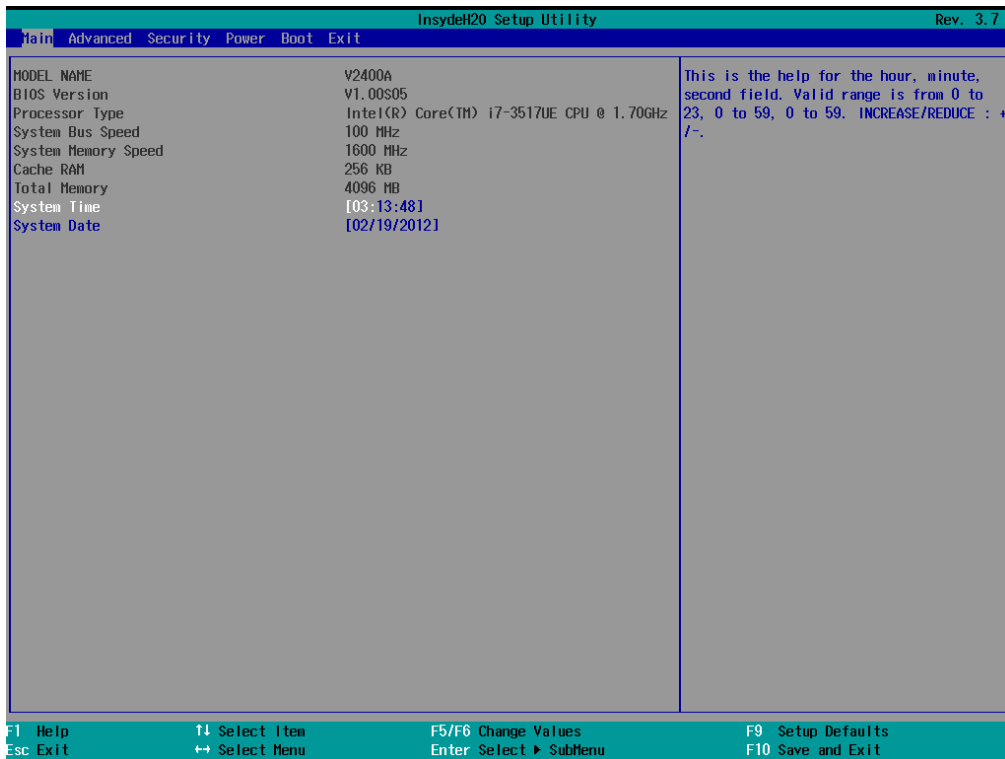 InsydeH20 Setup Utility Rev. 3.7
Main Advanced Security Power Boot Exit
MODEL NAME V2400A
BIOS Version V1.00S05
Processor Type Intel(R) Core(TM) i7-3517UE CPU @ 1.70GHz
System Bus Speed 100 MHz
System Memory Speed 1600 MHz
Cache RAM 256 KB
Total Memory 4096 MB
System Time [03:13:48]
System Date [02/19/2012]
This is the help for the hour, minute,
second field. Valid range is from 0 to
23, 0 to 59, 0 to 59. INCREASE/REDUCE : +
/-.
F1 Help ↑↓ Select Item F5/F6 Change Values F9 Setup Defaults
Esc Exit ↔ Select Menu Enter Select ▶ SubMenu F10 Save and Exit